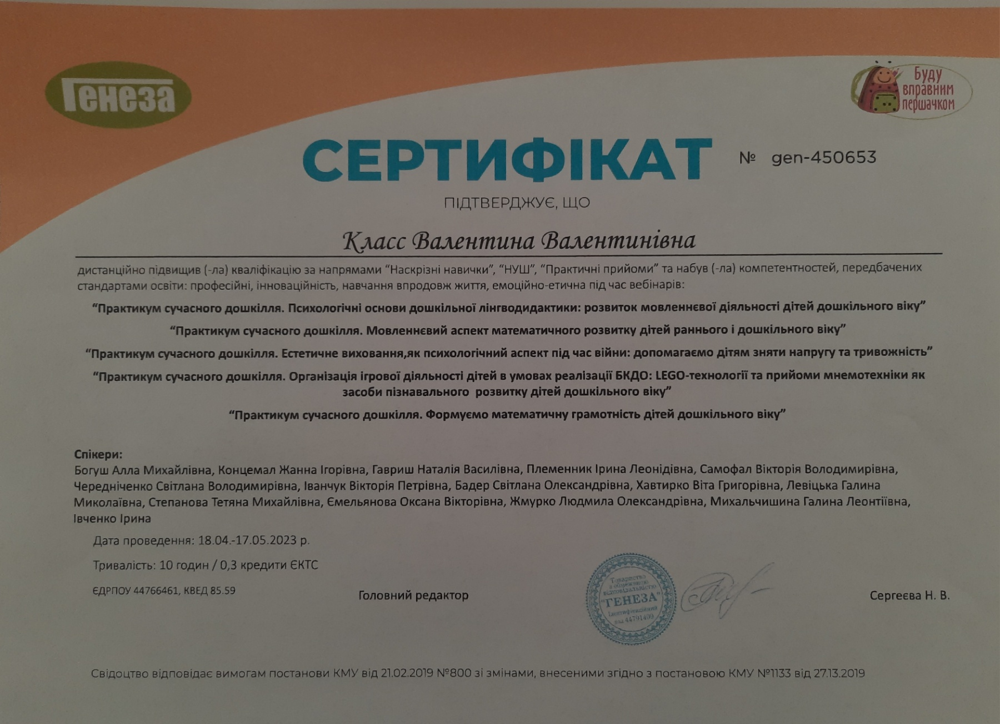 Генеза
Буду
вправним
першачком
СЕРТИФІКАТ № gen-450653
ПІДТВЕРДЖУЄ, ЩО
Класс Валентина Валентинівна
дистанційно підвищив (-ла) кваліфікацію за напрямами “Наскрізні навички”, “НУШ”, “Практичні прийоми” та набув (-ла) компетентностей, передбачених
стандартами освіти: професійні, інноваційність, навчання впродовж життя, емоційно-етична під час вебінарів:
“Практикум сучасного дошкілля. Психологічні основи дошкільної лінгводидактики: розвиток мовленнєвої діяльності дітей дошкільного віку”
“Практикум сучасного дошкілля. Мовленнєвий аспект математичного розвитку дітей раннього і дошкільного віку”
“Практикум сучасного дошкілля. Естетичне виховання,як психологічний аспект під час війни: допомагаємо дітям зняти напругу та тривожність”
“Практикум сучасного дошкілля. Організація ігрової діяльності дітей в умовах реалізації БКДО: LEGO-технології та прийоми мнемотехніки як
засоби пізнавального розвитку дітей дошкільного віку”
“Практикум сучасного дошкілля. Формуємо математичну грамотність дітей дошкільного віку”
Спікери:
Богуш Алла Михайлівна, Концемал Жанна Ігорівна, Гавриш Наталія Василівна, Племенник Ірина Леонідівна, Самофал Вікторія Володимирівна,
Чередніченко Світлана Володимирівна, Іванчук Вікторія Петрівна, Бадер Світлана Олександрівна, Хавтирко Віта Григорівна, Левіцька Галина
Миколаївна, Степанова Тетяна Михайлівна, Ємельянова Оксана Вікторівна, Жмурко Людмила Олександрівна, Михальчишина Галина Леонтіївна,
Івченко Ірина
Дата проведення: 18.04.-17.05.2023 р.
Тривалість: 10 годин / 0,3 кредити ЄКТС
ЄДРПОУ 44766461, КВЕД 85.59
Головний редактор
Товариство
з обмеженою
відповідальністю
“ГЕНЕЗА”
Ідентифікаційний
код 44791409
Сергеєва Н. В.
Свідоцтво відповідає вимогам постанови КМУ від 21.02.2019 №800 зі змінами, внесеними згідно з постановою КМУ №1133 від 27.13.2019